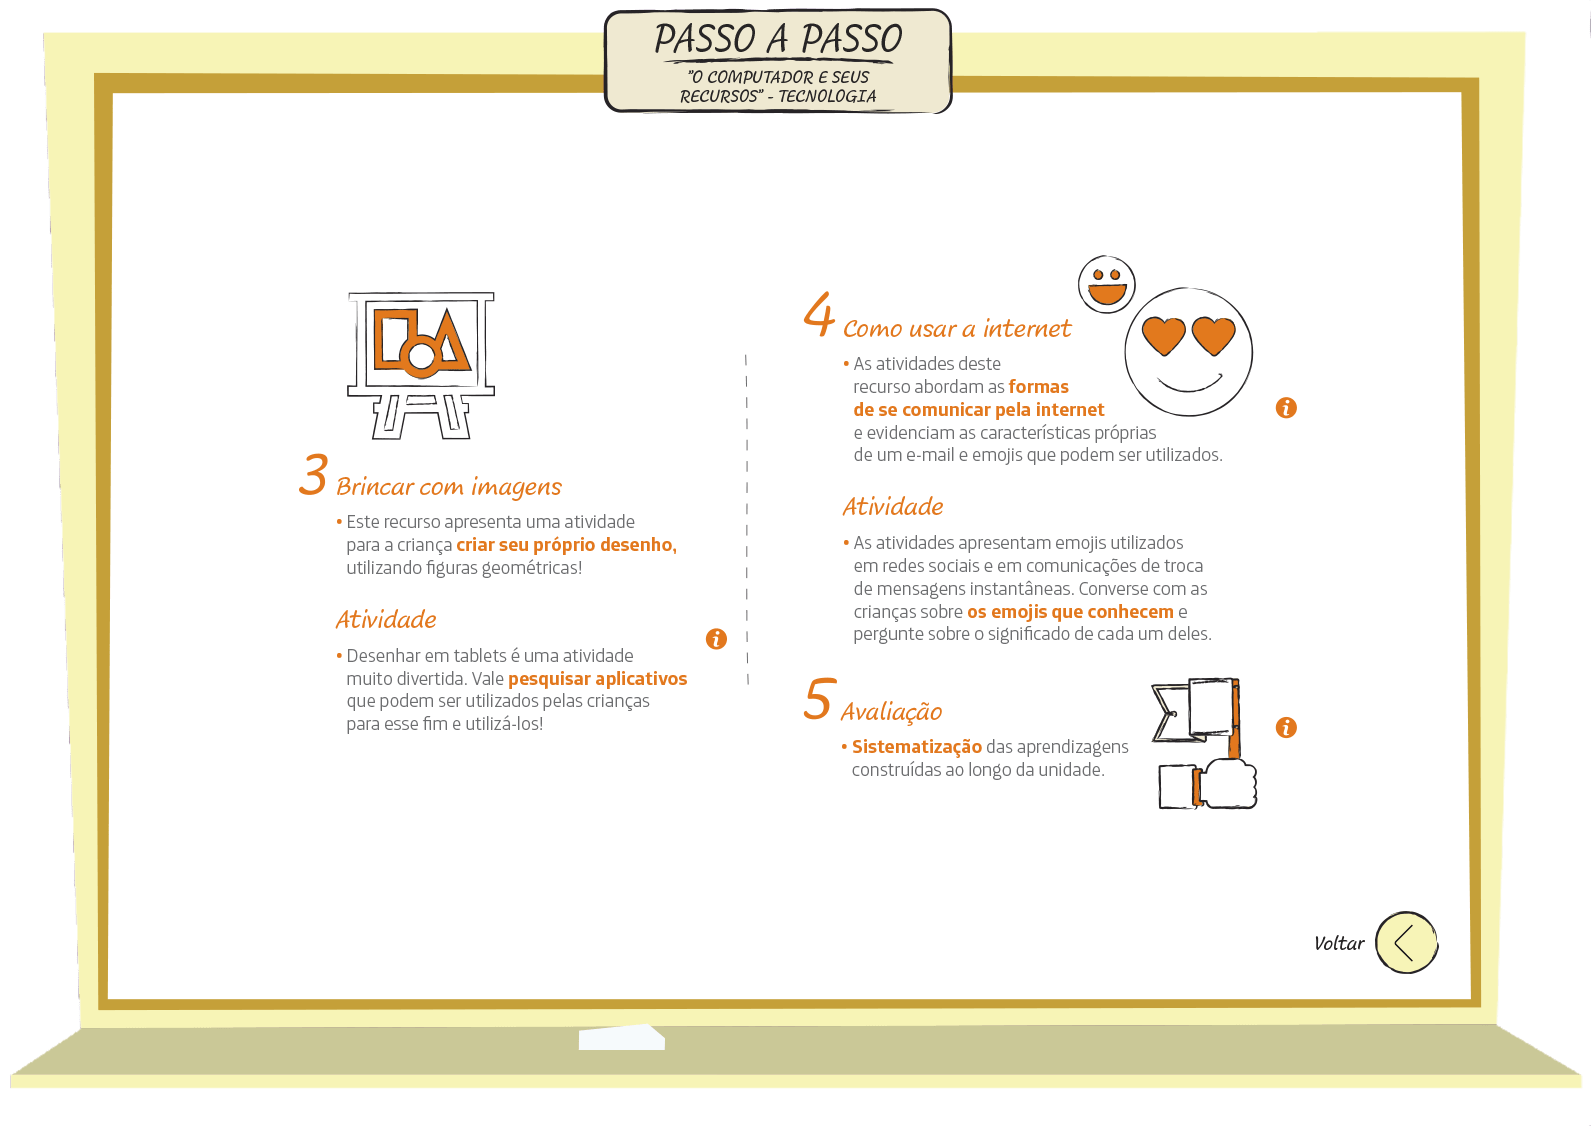 PASSO A PASSO
"O COMPUTADOR E SEUS
RECURSOS" - TECNOLOGIA
3 Brincar com imagens
• Este recurso apresenta uma atividade
para a criança criar seu próprio desenho,
utilizando figuras geométricas!
Atividade
• Desenhar em tablets é uma atividade
muito divertida. Vale pesquisar aplicativos
que podem ser utilizados pelas crianças
para esse fim e utilizá-los!
i
4 Como usar a internet
• As atividades deste
recurso abordam as formas
de se comunicar pela internet
e evidenciam as características próprias
de um e-mail e emojis que podem ser utilizados.
i
Atividade
• As atividades apresentam emojis utilizados
em redes sociais e em comunicações de troca
de mensagens instantâneas. Converse com as
crianças sobre os emojis que conhecem e
pergunte sobre o significado de cada um deles.
5 Avaliação
• Sistematização das aprendizagens
construídas ao longo da unidade.
i
Voltar